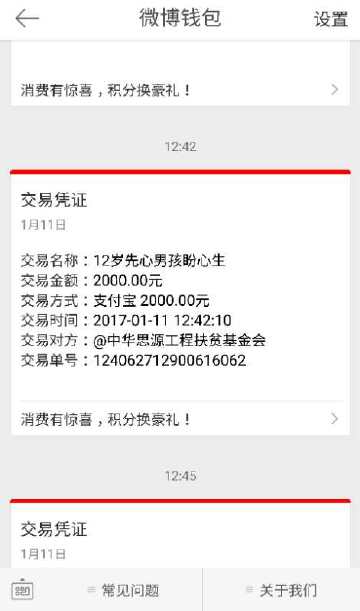 微博钱包
设置
消费有惊喜，积分换豪礼！
12:42
交易凭证
1月11日
交易名称：12岁先心男孩盼心生
交易金额：2000.00元
交易方式：支付宝 2000.00元
交易时间：2017-01-11 12:42:10
交易对方：@中华思源工程扶贫基金会
交易单号：124062712900616062
消费有惊喜，积分换豪礼！
12:45
交易凭证
1月11日
常见问题
关于我们